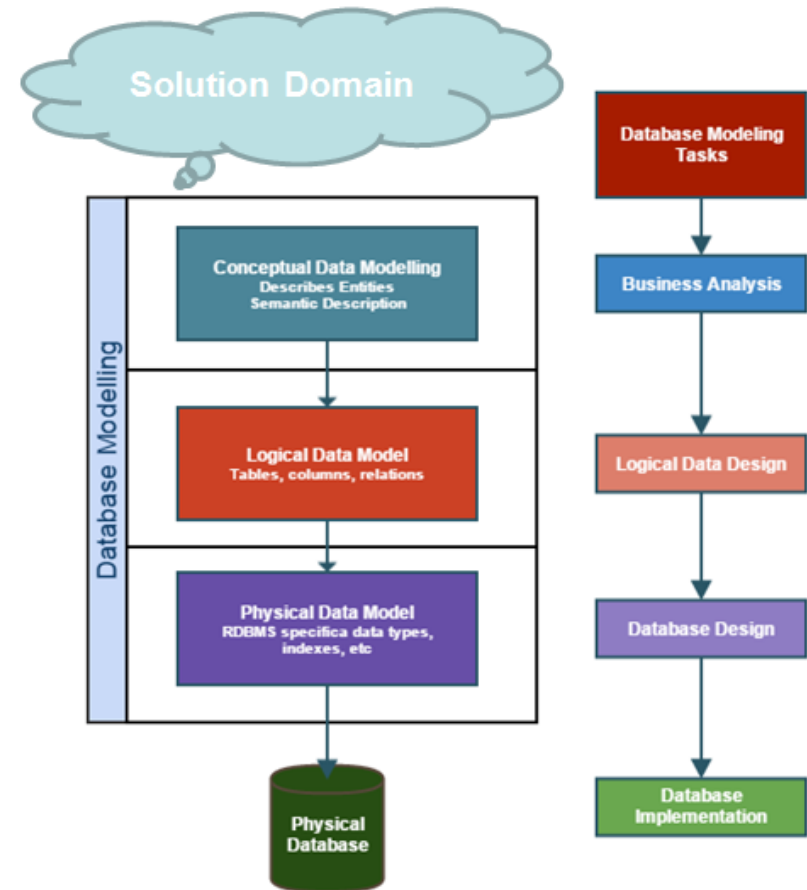 Solution Domain
Database Modelling
Conceptual Data Modelling
Describes Entities
Semantic Description
Logical Data Model
Tables, columns, relations
Physical Data Model
RDBMS specifica data types,
indexes, etc
Physical
Database
Database Modeling
Tasks
Business Analysis
Logical Data Design
Database Design
Database
Implementation